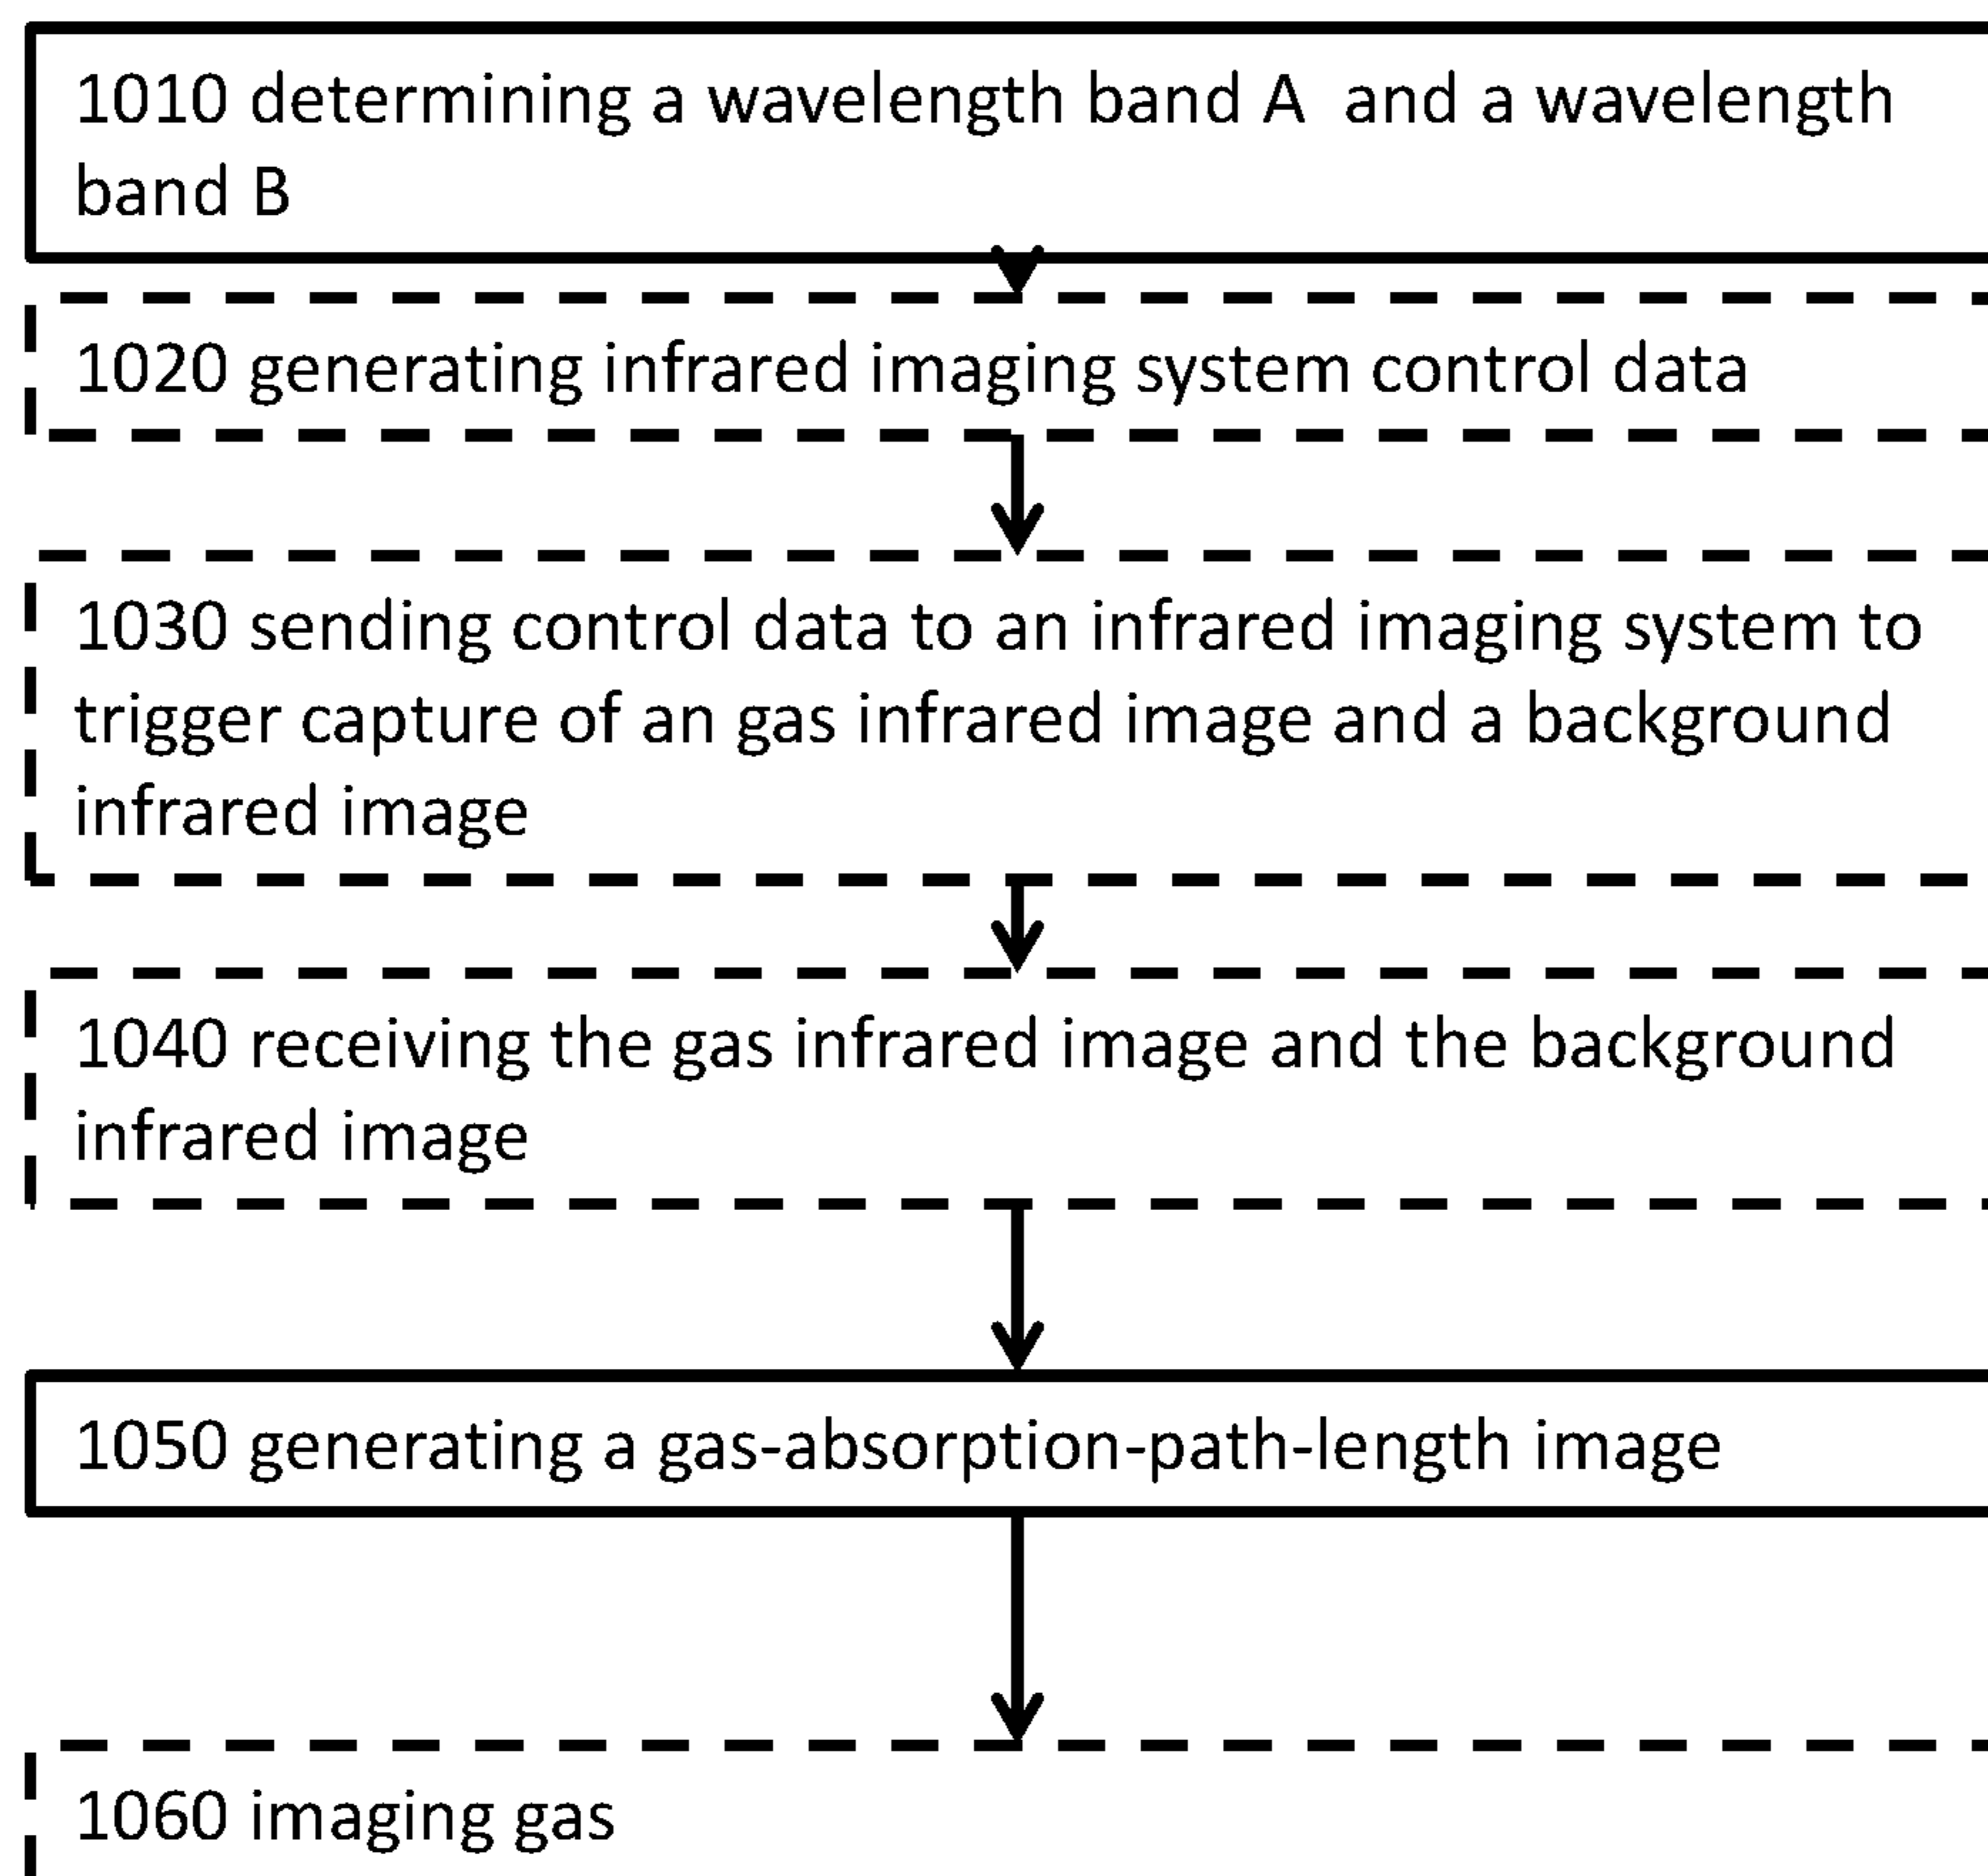 1010 determining a wavelength band A and a wavelength
band B
1020 generating infrared imaging system control data
1030 sending control data to an infrared imaging system to
trigger capture of an gas infrared image and a background
infrared image
1040 receiving the gas infrared image and the background
infrared image
1050 generating a gas-absorption-path-length image
1060 imaging gas